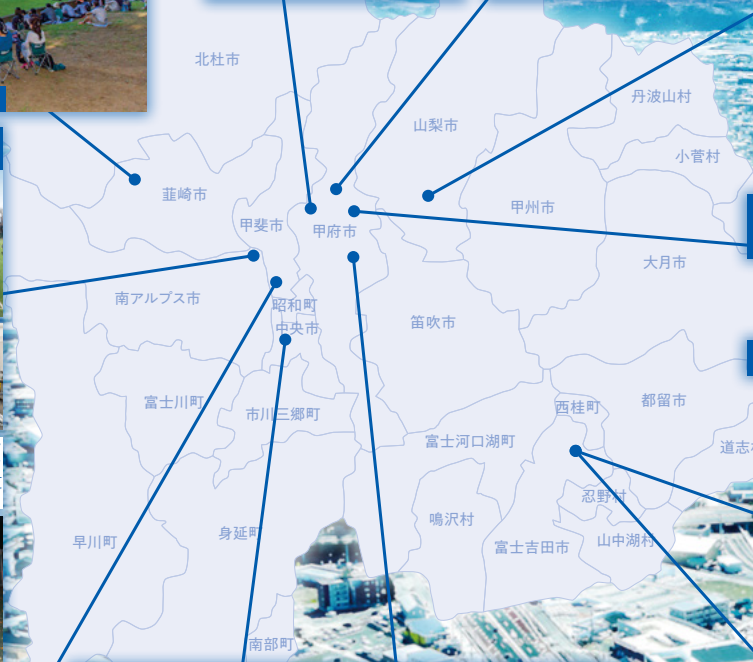 北杜市
丹波山村
山梨市
小菅村
韮崎市
甲州市
甲斐市
甲府市
大月市
南アルプス市
昭和町
笛吹市
中央市
富士川町
西桂町
都留市
市川三郷町
富士河口湖町
道志
忍野村
鳴沢村
身延町
早川町
富士吉田市
山中湖村
南部町